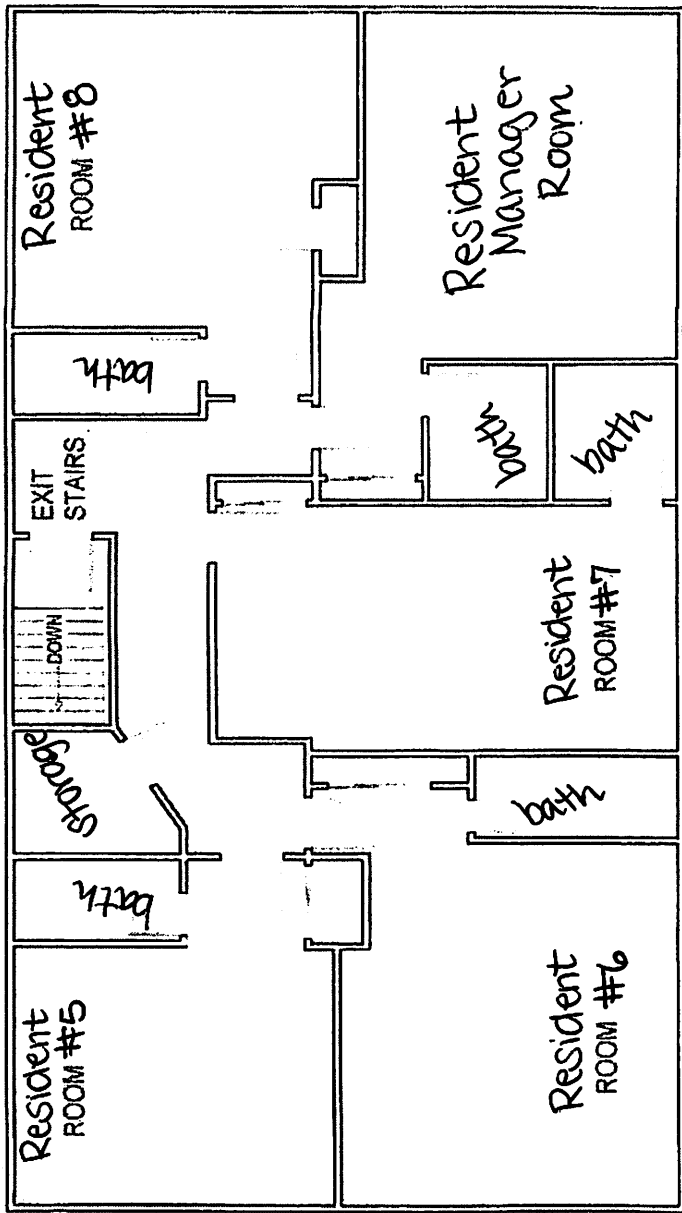 Resident
ROOM #8
Resident
Manager
Room
bath
EXIT
STAIRS
bath
bath
DOWN
Resident
ROOM #7
Storage
bath
bath
Resident
ROOM #5
Resident
ROOM #6